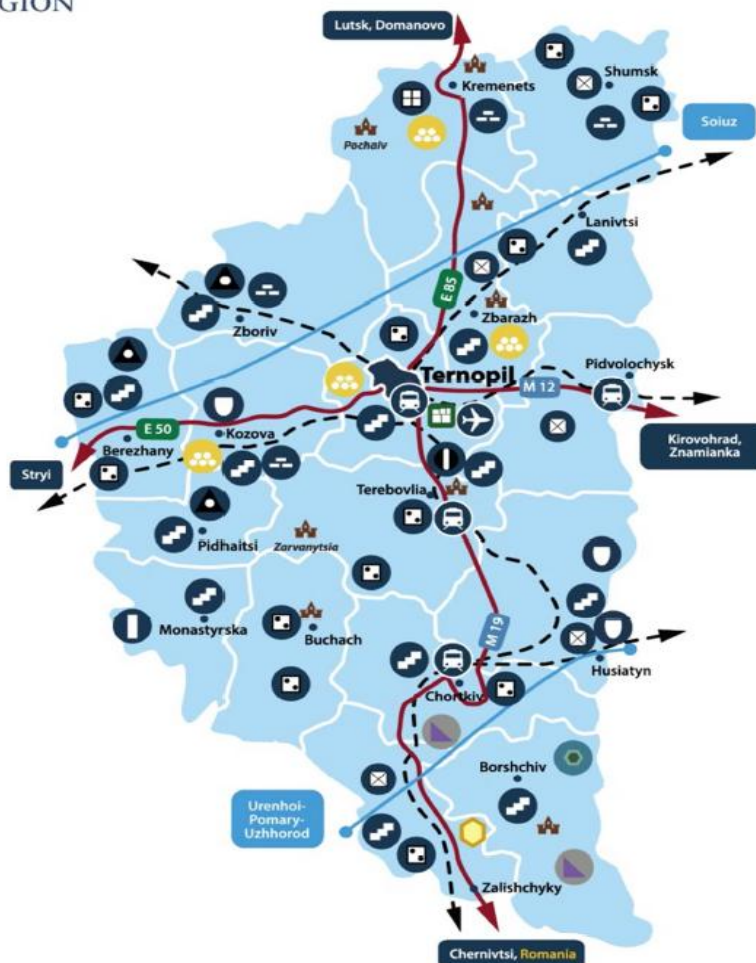 EGION
Lutsk, Domanovo
Kremenets
Shumsk
Pochaiv
Soiuz
Lanivtsi
E 85
Zboriv
Zbarazh
Ternopil
Pidvolochysk
M 12
E 50
Kozova
Berezhany
Kirovohrad,
Znamianka
Stryi
Terebovlia
Pidhaitsi
Zarvanytsia
Monastyrska
Buchach
M 19
Husiatyn
Chortkiv
Borshchiv
Urenhoi-
Pomary-
Uzhhorod
Zalishchyky
Chernivtsi, Romania